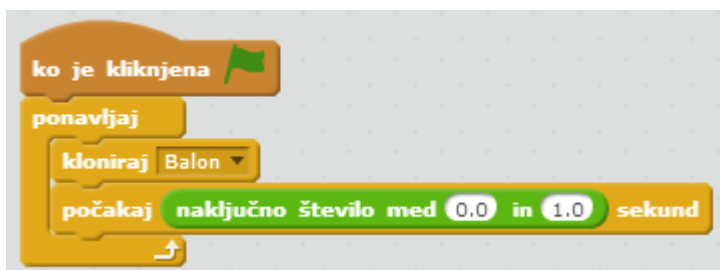 ko je kliknjena
ponavljaj
kloniraj Balon
počakaj naključno število med 0.0 in 1.0 sekund